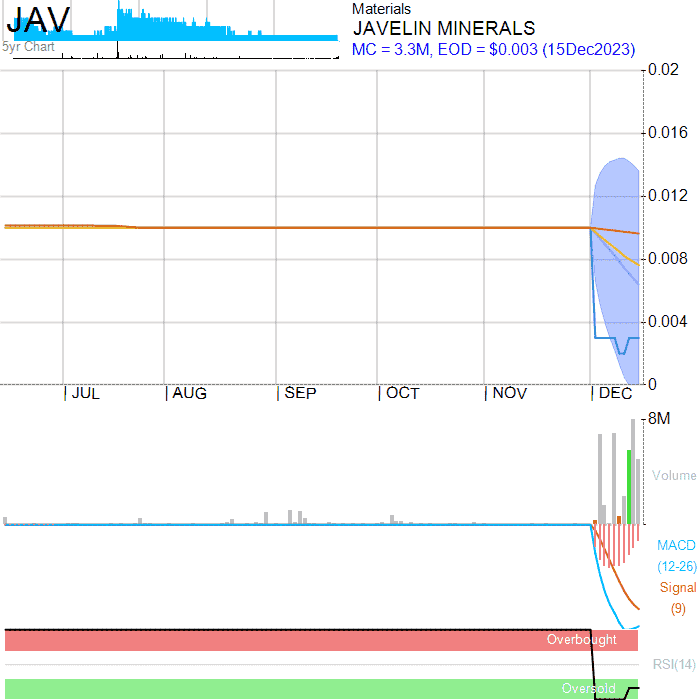 JAV
5yr Chart
Materials
JAVELIN MINERALS
MC = 3.3M, EOD = $0.003 (15Dec2023)
0.02
0.016
0.012
0.008
0.004
0
JUL AUG SEP OCT NOV DEC
8M
Volume
MACD
(12-26)
Signal
(9)
Overbought
RSI(14)
Oversold